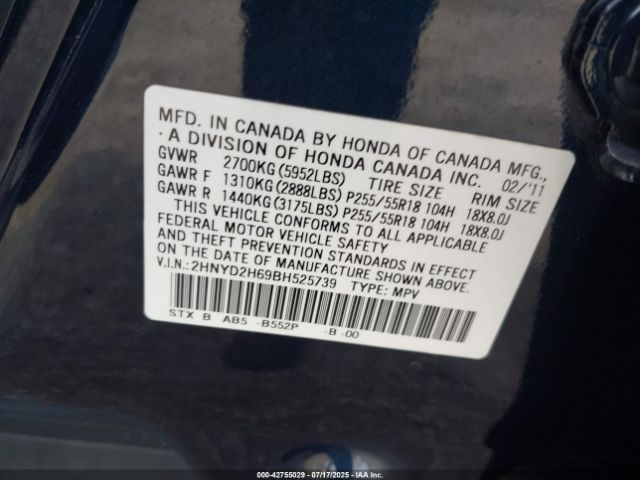 MFD. IN CANADA BY HONDA OF CANADA MFG.,
A DIVISION OF HONDA CANADA INC. 02/'11
GVWR 2700KG (5952LBS) TIRE SIZE RIM SIZE
GAWR F 1310KG (2888LBS) P255/55R18 104H 18X8.0J
GAWR R 1440KG (3175LBS) P255/55R18 104H 18X8.0J
THIS VEHICLE CONFORMS TO ALL APPLICABLE
FEDERAL MOTOR VEHICLE SAFETY
AND THEFT PREVENTION STANDARDS IN EFFECT
ON THE DATE OF MANUFACTURE SHOWN ABOVE.
V.I.N.: 2HNYD2H69BH525739 TYPE: MPV
STX B AB5 -B552P -B -00
000-42755029 - 07/17/2025 - IAAI.COM